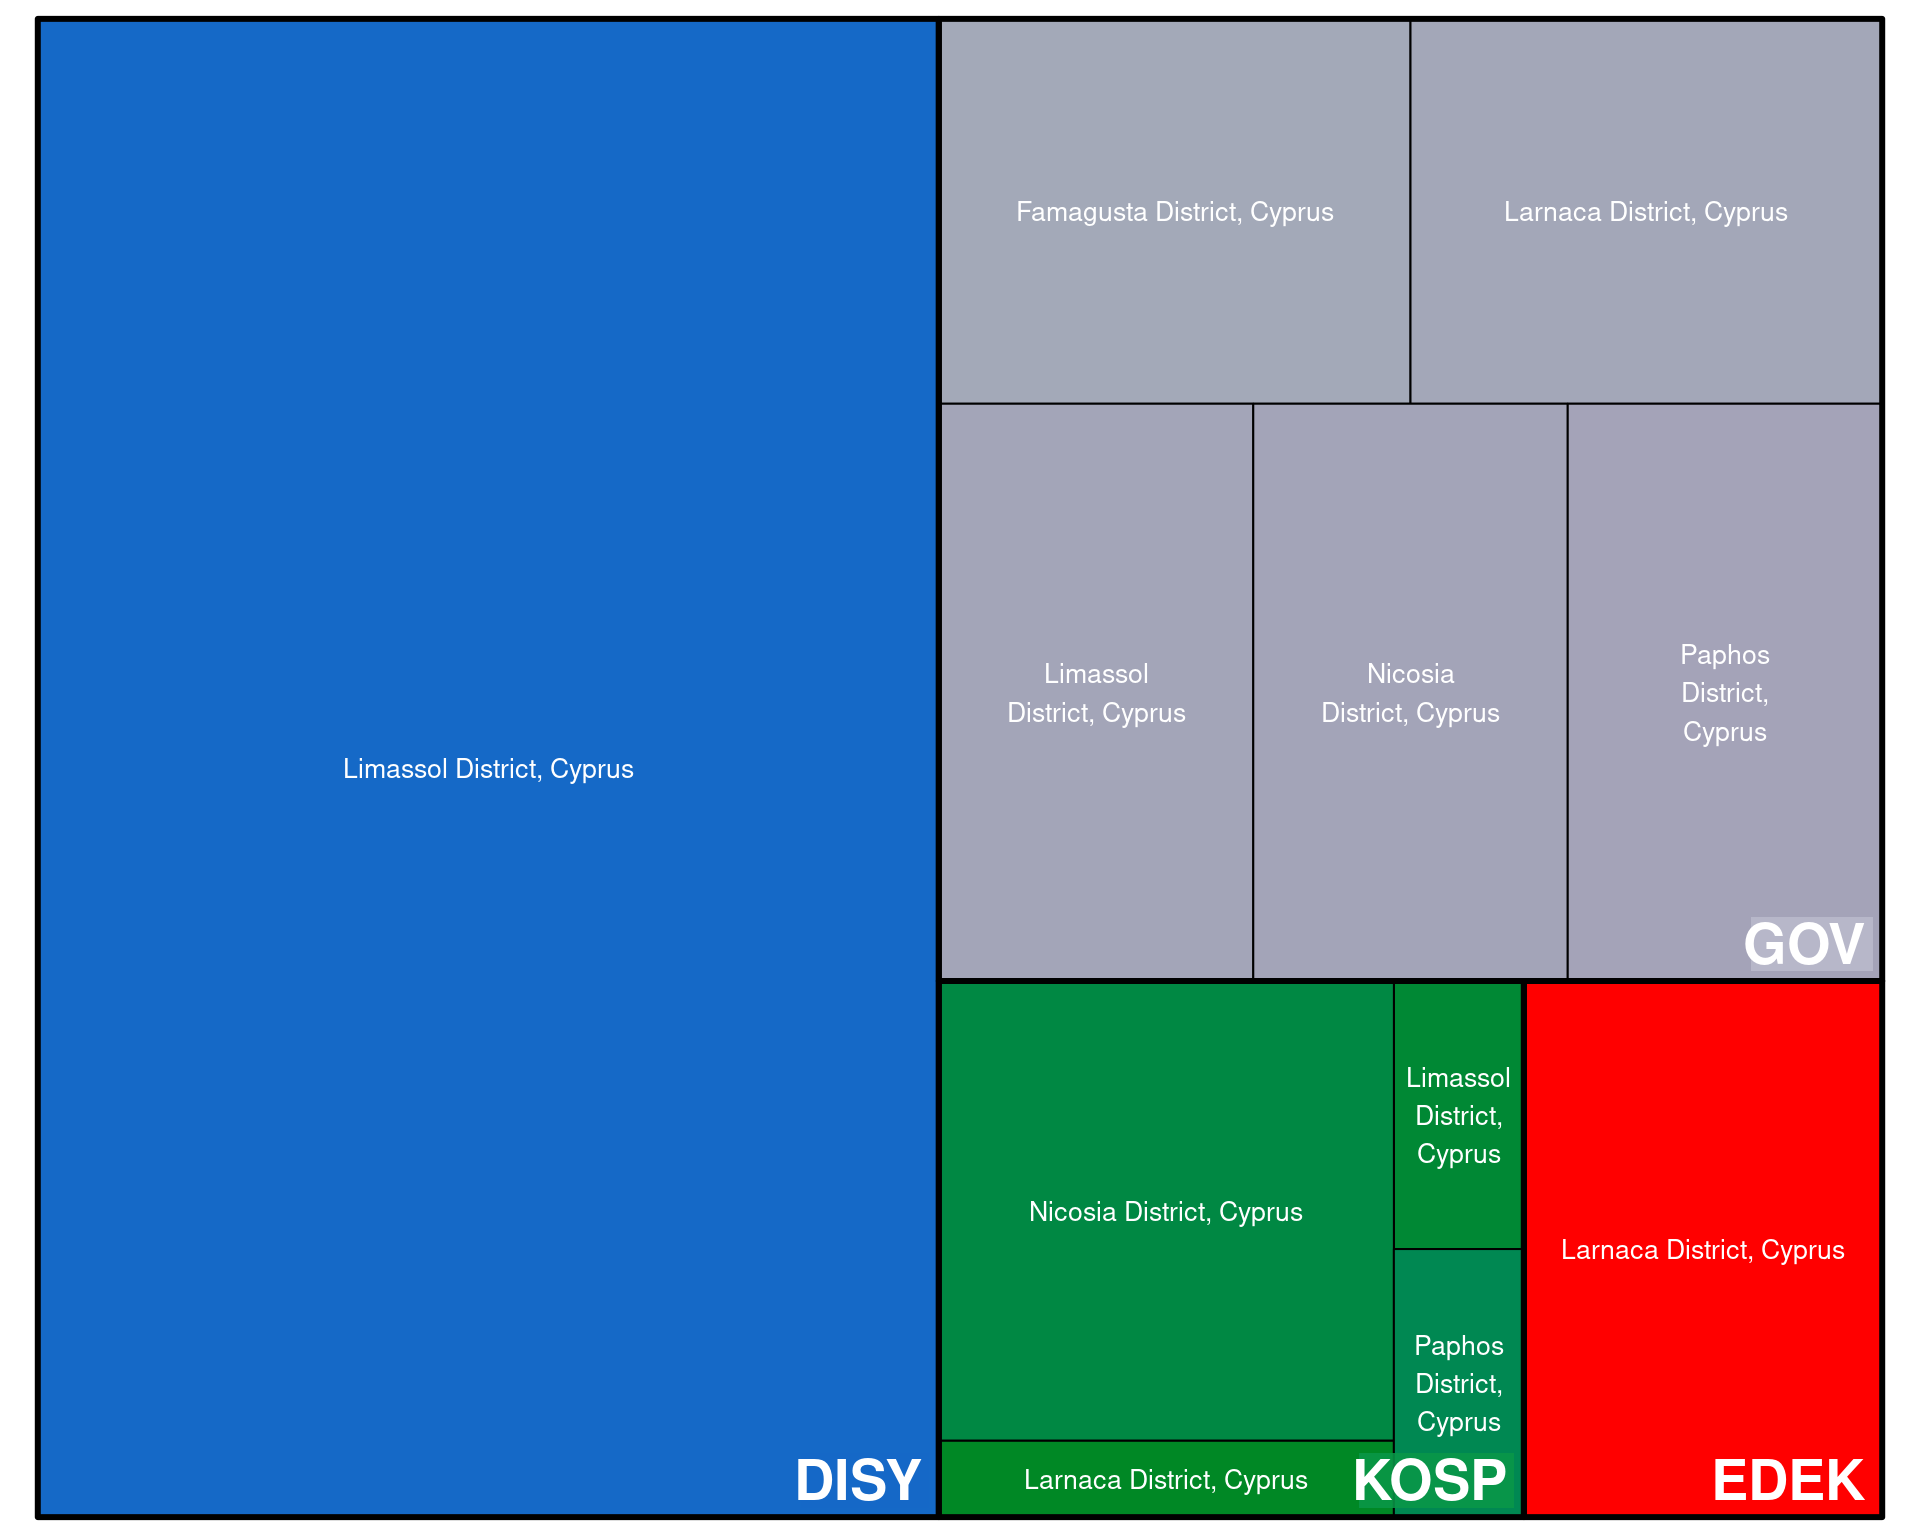 Limassol District, Cyprus
DISY
Famagusta District, Cyprus
Larnaca District, Cyprus
Limassol
District, Cyprus
Nicosia
District, Cyprus
Paphos
District,
Cyprus
GOV
Nicosia District, Cyprus
Limassol
District,
Cyprus
Paphos
District,
Cyprus
Larnaca District, Cyprus
KOSP
Larnaca District, Cyprus
EDEK